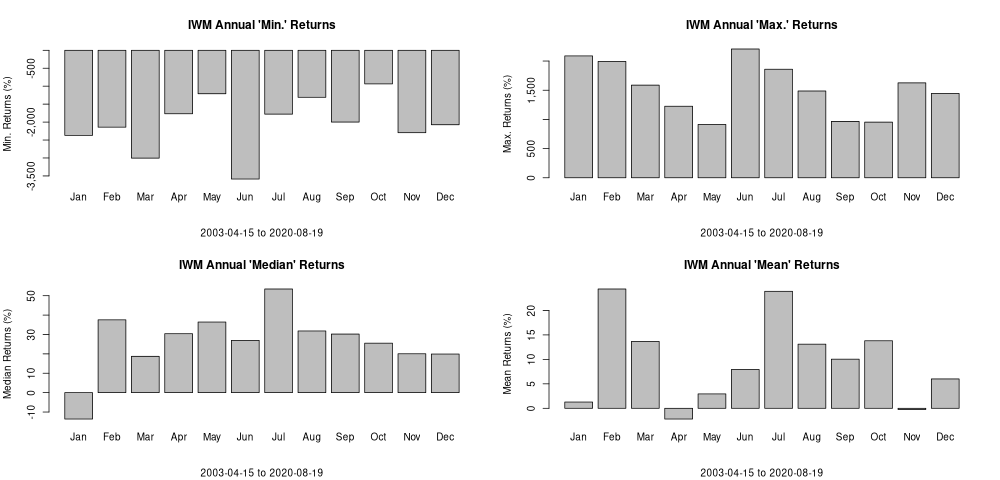 IWM Annual 'Min.' Returns
Min. Returns (%)
-500
-2,000
-3,500
Jan Feb Mar Apr May Jun Jul Aug Sep Oct Nov Dec
2003-04-15 to 2020-08-19
IWM Annual 'Max.' Returns
Max. Returns (%)
1,500
500
0
Jan Feb Mar Apr May Jun Jul Aug Sep Oct Nov Dec
2003-04-15 to 2020-08-19
IWM Annual 'Median' Returns
Median Returns (%)
50
30
10
0
-10
Jan Feb Mar Apr May Jun Jul Aug Sep Oct Nov Dec
2003-04-15 to 2020-08-19
IWM Annual 'Mean' Returns
Mean Returns (%)
20
15
10
5
0
Jan Feb Mar Apr May Jun Jul Aug Sep Oct Nov Dec
2003-04-15 to 2020-08-19